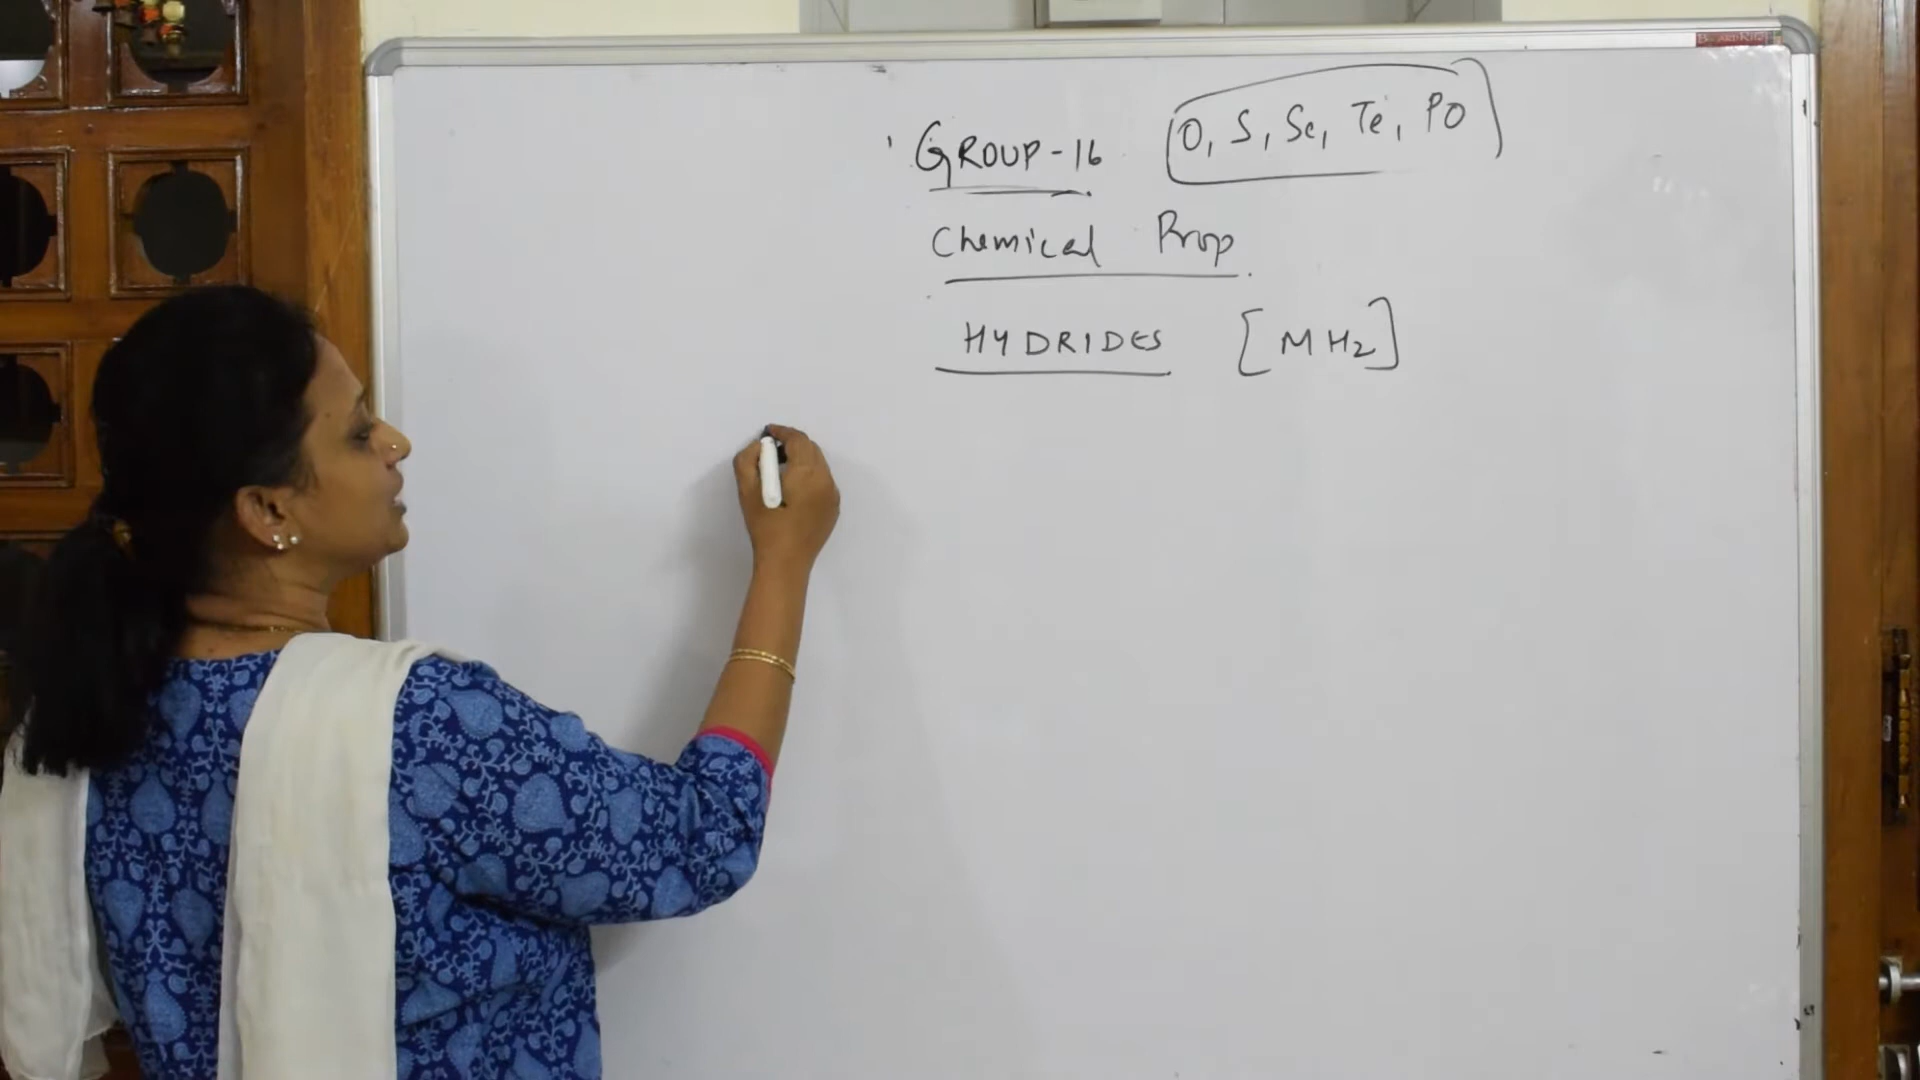 GROUP-16 O, S, Se, Te, PO
Chemical Prop.
HYDRIDES [MH2]